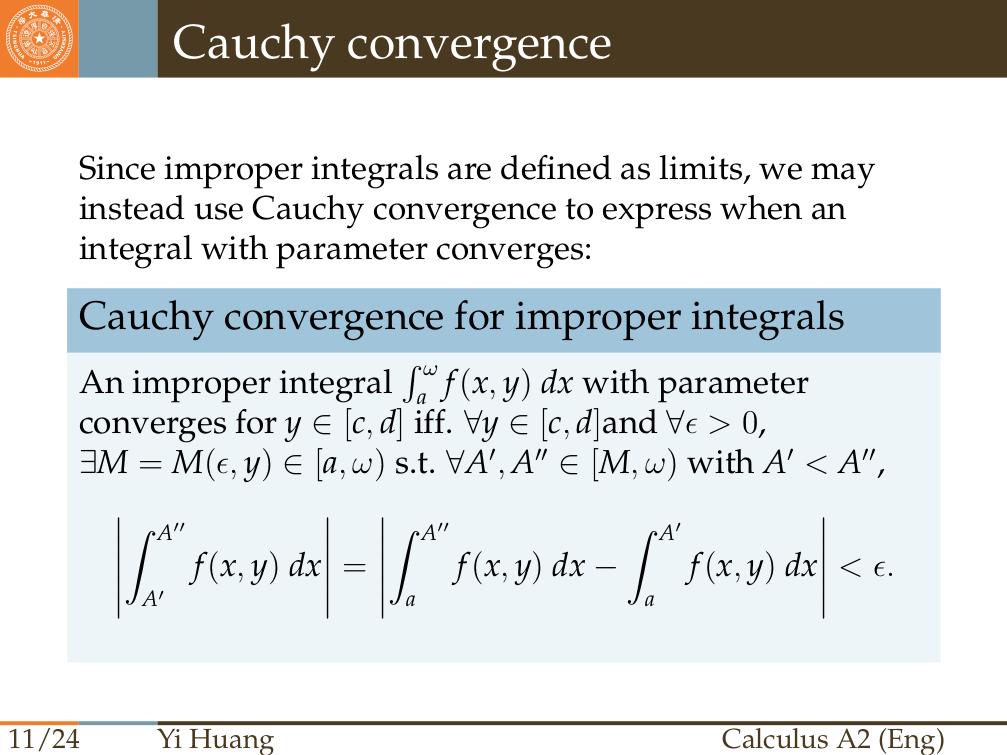 Cauchy convergence
Since improper integrals are defined as limits, we may
instead use Cauchy convergence to express when an
integral with parameter converges:
Cauchy convergence for improper integrals
An improper integral ∫_a^ω f(x, y) dx with parameter
converges for y ∈ [c, d] iff. ∀y ∈ [c, d]and ∀ϵ > 0,
∃M = M(ϵ, y) ∈ [a, ω) s.t. ∀A′, A′′ ∈ [M, ω) with A′ < A′′,
|∫_{A′}^{A′′} f(x, y) dx| = |∫_a^{A′′} f(x, y) dx − ∫_a^{A′} f(x, y) dx| < ϵ.
11/24 Yi Huang Calculus A2 (Eng)